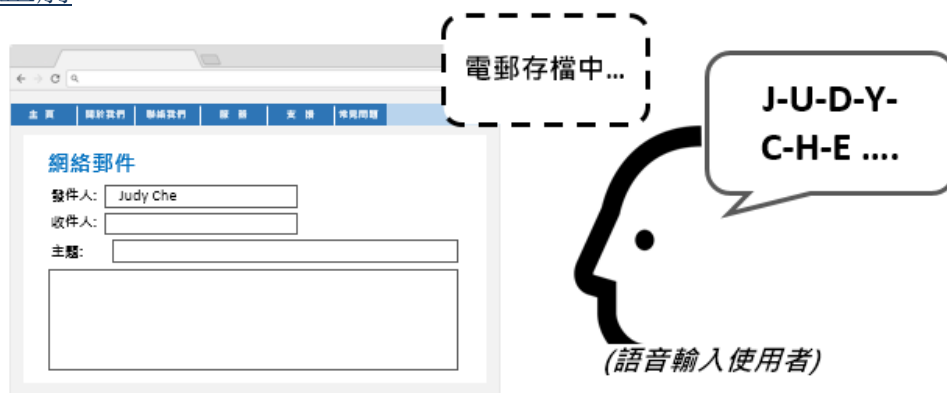 電郵存檔中...
J-U-D-Y-
C-H-E ....
主 頁 關於我們 聯絡我們 服 務 支 援 常見問題
網絡郵件
發件人: Judy Che
收件人:
主題:
(語音輸入使用者)